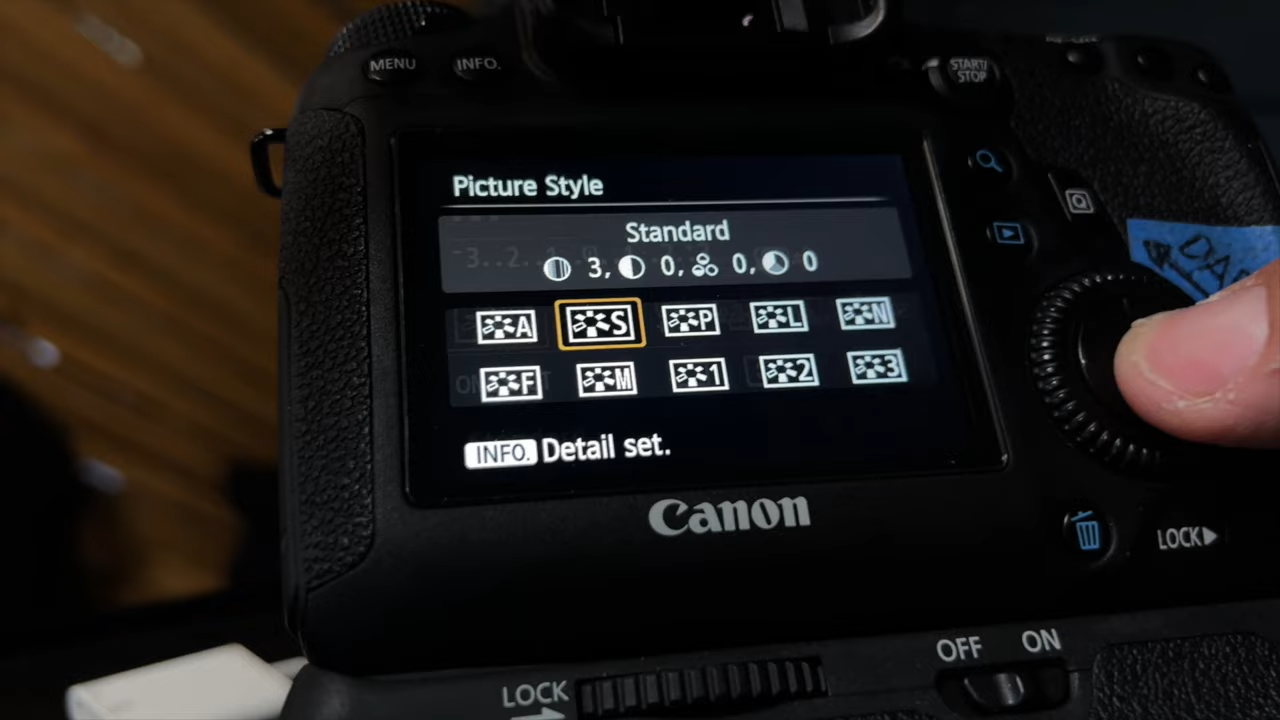 MENU INFO.
START/
STOP
Q
Picture Style
Standard
3, 0, 0, 0
A S P L N
F M 1 2 3
INFO. Detail set.
Canon
LOCK
OFF ON
LOCK